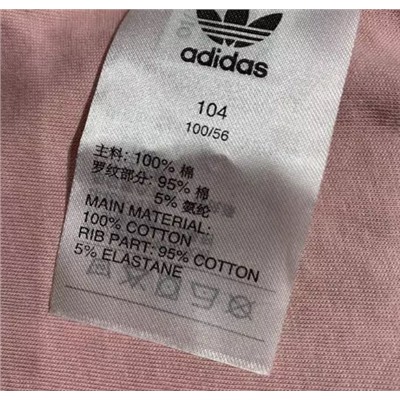 adidas
104
100/56
主料: 100% 棉
罗纹部分: 95% 棉
5% 氨纶
MAIN MATERIAL:
100% COTTON
RIB PART: 95% COTTON
5% ELASTANE